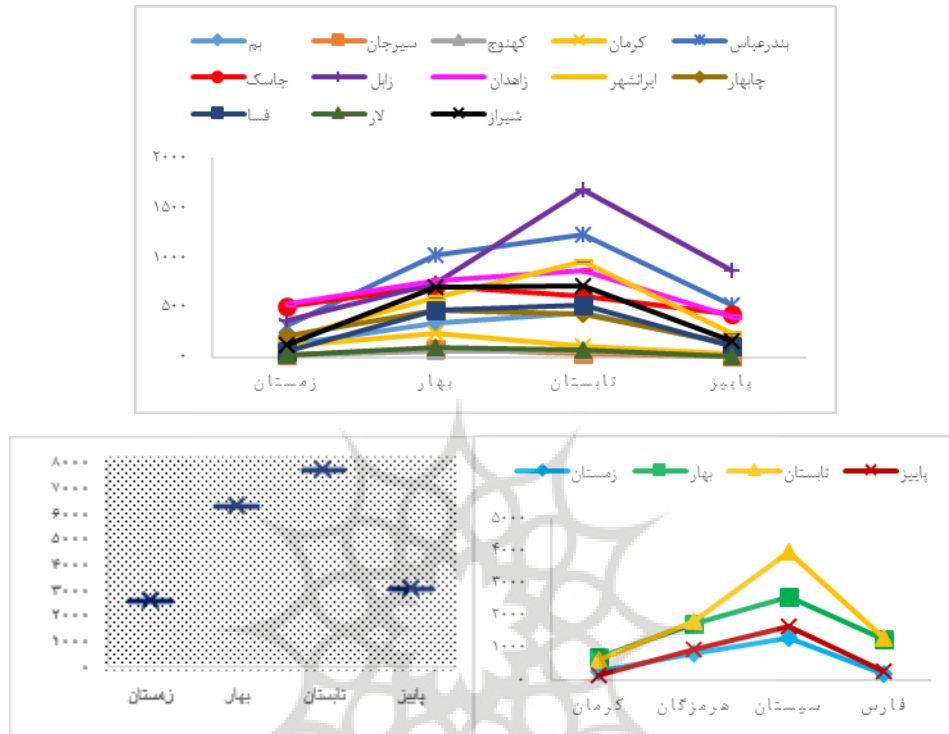 بم سیرجان کهنوج کرمان بندرعباس
جاسک زابل زاهدان ایرانشهر چابهار
فسا لار شیراز
۲۰۰۰
۱۵۰۰
۱۰۰۰
۵۰۰
۰
زمستان بهار تابستان پاییز
۸۰۰۰
۷۰۰۰
۶۰۰۰
۵۰۰۰
۴۰۰۰
۳۰۰۰
۲۰۰۰
۱۰۰۰
۰
زمستان بهار تابستان پاییز
زمستان بهار تابستان پاییز
۵۰۰۰
۴۰۰۰
۳۰۰۰
۲۰۰۰
۱۰۰۰
۰
کرمان هرمزگان سیستان فارس